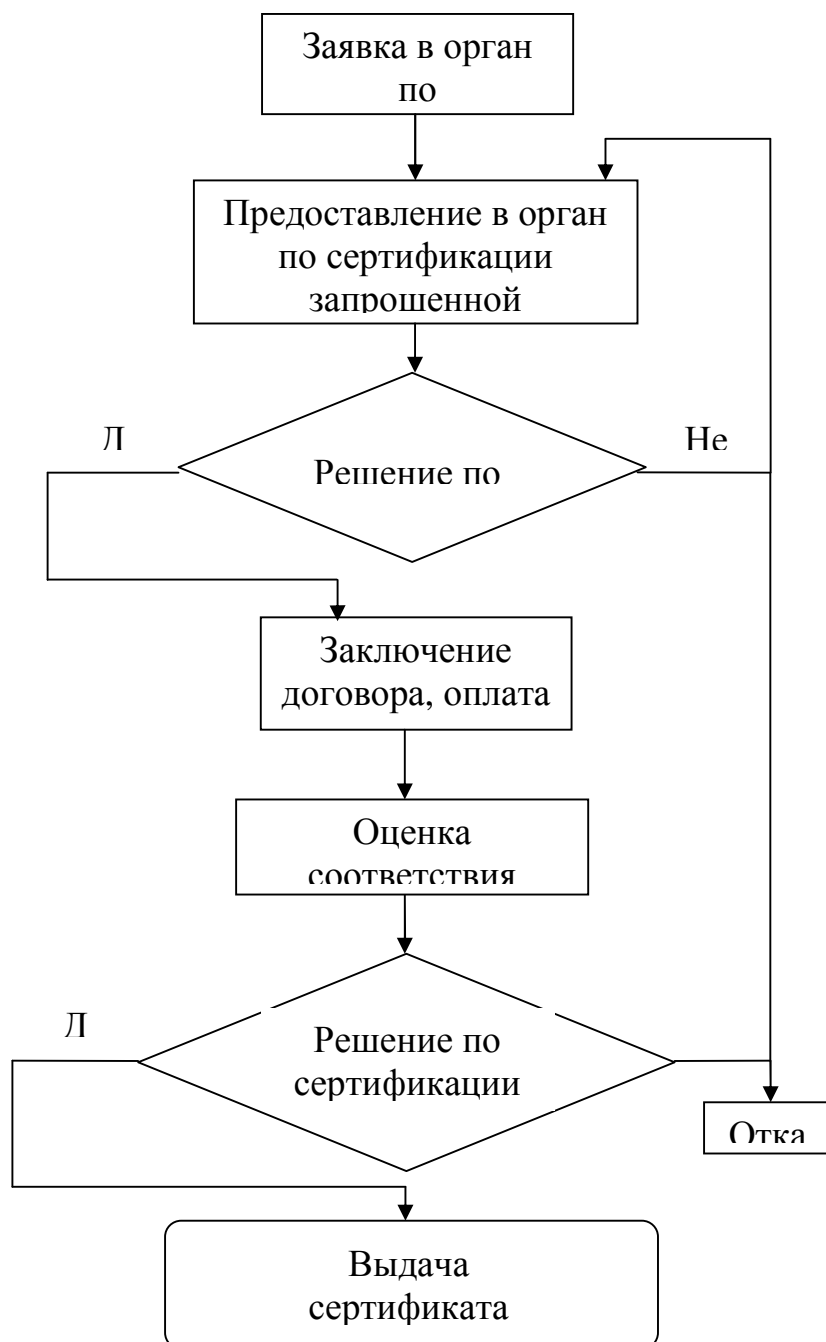 Заявка в орган
по
Предоставление в орган
по сертификации
запрошенной
Д
Не
Решение по
Заключение
договора, оплата
Оценка
соответствия
Д
Решение по
сертификации
Отка
Выдача
сертификата